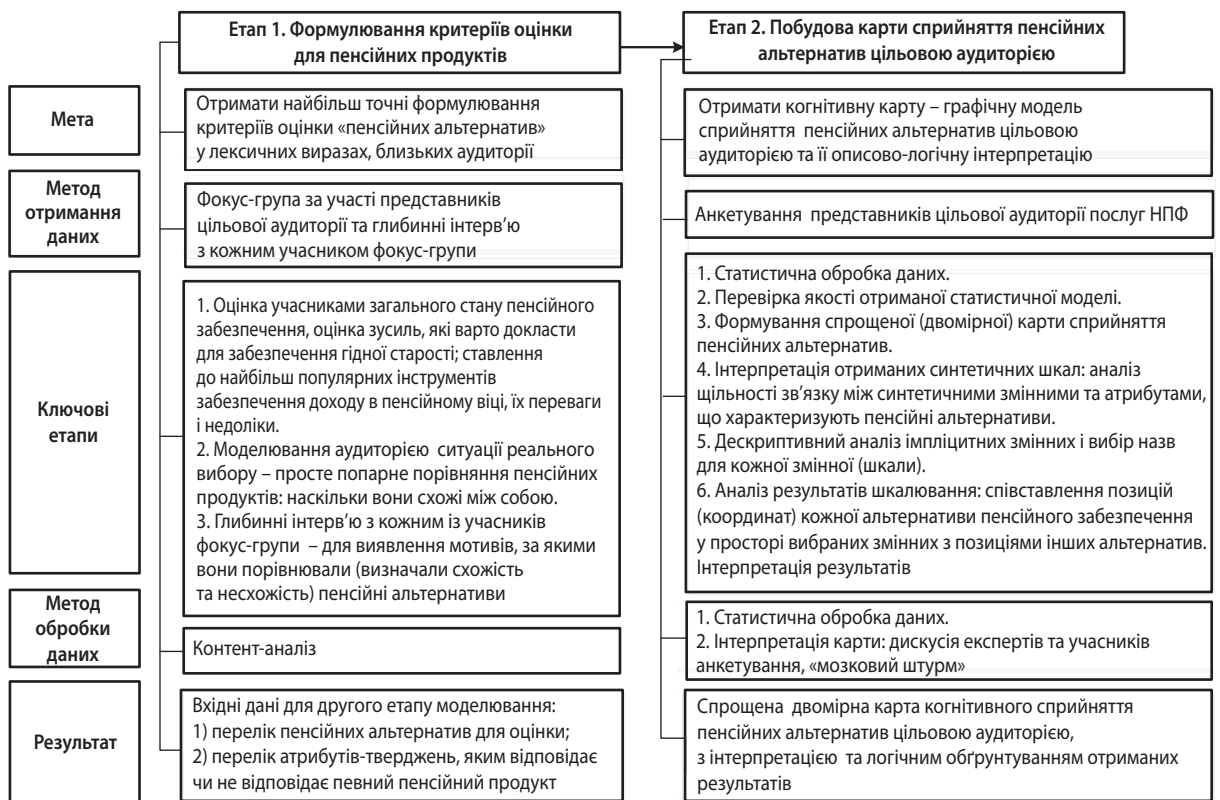 Етап 1. Формулювання критеріїв оцінки
для пенсійних продуктів
Етап 2. Побудова карти сприйняття пенсійних
альтернатив цільовою аудиторією
Мета
Отримати найбільш точні формулювання
критеріїв оцінки «пенсійних альтернатив»
у лексичних виразах, близьких аудиторії
Отримати когнітивну карту – графічну модель
сприйняття пенсійних альтернатив цільовою
аудиторією та її описово-логічну інтерпретацію
Метод
отримання
даних
Фокус-група за участі представників
цільової аудиторії та глибинні інтерв’ю
з кожним учасником фокус-групи
Анкетування представників цільової аудиторії послуг НПФ
Ключові
етапи
1. Оцінка учасниками загального стану пенсійного
забезпечення, оцінка зусиль, які варто докласти
для забезпечення гідної старості; ставлення
до найбільш популярних інструментів
забезпечення доходу в пенсійному віці, їх переваги
і недоліки.
2. Моделювання аудиторією ситуації реального
вибору – просте попарне порівняння пенсійних
продуктів: наскільки вони схожі між собою.
3. Глибинні інтерв’ю з кожним із учасників
фокус-групи – для виявлення мотивів, за якими
вони порівнювали (визначали схожість
та несхожість) пенсійні альтернативи
1. Статистична обробка даних.
2. Перевірка якості отриманої статистичної моделі.
3. Формування спрощеної (двомірної) карти сприйняття
пенсійних альтернатив.
4. Інтерпретація отриманих синтетичних шкал: аналіз
щільності зв’язку між синтетичними змінними та атрибутами,
що характеризують пенсійні альтернативи.
5. Дескриптивний аналіз імпліцитних змінних і вибір назв
для кожної змінної (шкали).
6. Аналіз результатів шкалювання: співставлення позицій
(координат) кожної альтернативи пенсійного забезпечення
у просторі вибраних змінних з позиціями інших альтернатив.
Інтерпретація результатів
Метод
обробки
даних
Контент-аналіз
1. Статистична обробка даних.
2. Інтерпретація карти: дискусія експертів та учасників
анкетування, «мозковий штурм»
Результат
Вхідні дані для другого етапу моделювання:
1) перелік пенсійних альтернатив для оцінки;
2) перелік атрибутів-тверджень, яким відповідає
чи не відповідає певний пенсійний продукт
Спрощена двомірна карта когнітивного сприйняття
пенсійних альтернатив цільовою аудиторією,
з інтерпретацією та логічним обґрунтуванням отриманих
результатів